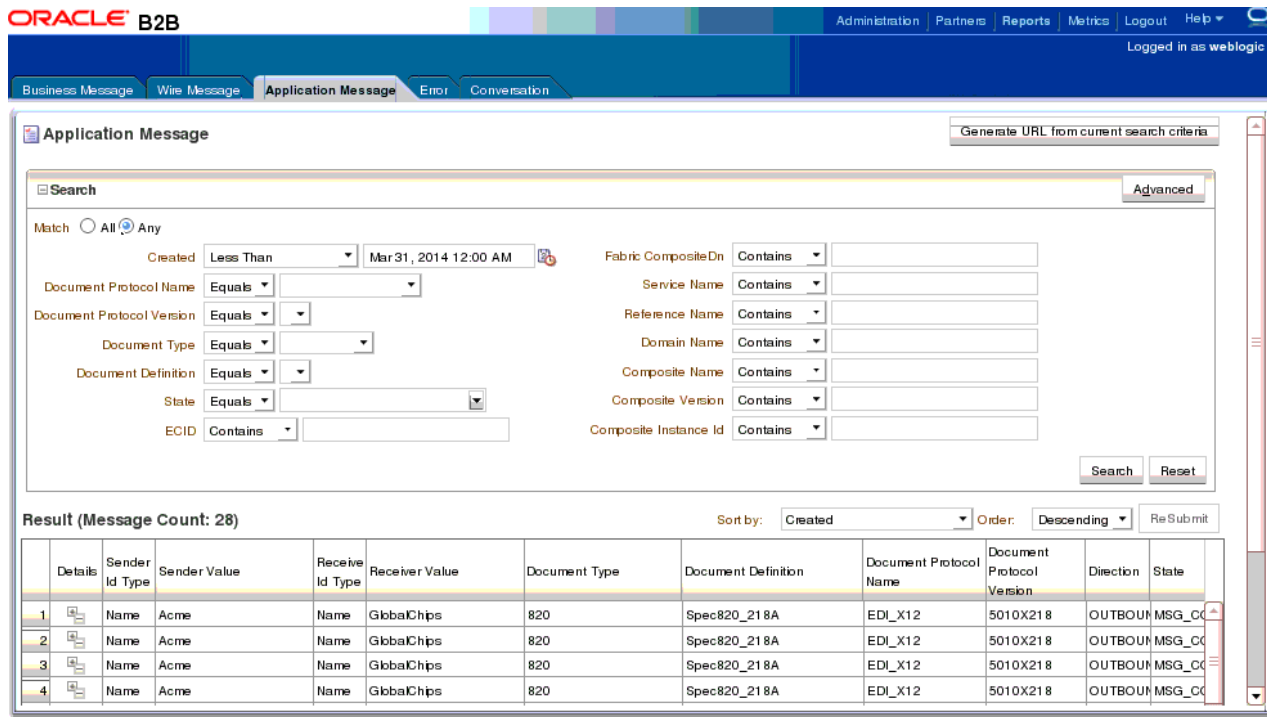 ORACLE B2B
Administration Partners Reports Metrics Logout Help
Logged in as weblogic
Business Message Wire Message Application Message Error Conversation
Application Message
Generate URL from current search criteria
Search
Advanced
Match All Any
Created Less Than Mar 31, 2014 12:00 AM
Fabric CompositeDn Contains
Document Protocol Name Equals
Service Name Contains
Document Protocol Version Equals
Reference Name Contains
Document Type Equals
Domain Name Contains
Document Definition Equals
Composite Name Contains
State Equals
Composite Version Contains
ECID Contains
Composite Instance Id Contains
Search Reset
Result (Message Count: 28)
Sort by: Created Order: Descending ReSubmit
Details Sender Id Type Sender Value Receive Id Type Receiver Value Document Type Document Definition Document Protocol Name Document Protocol Version Direction State
1 Name Acme Name GlobalChips 820 Spec820_218A EDI_X12 5010X218 OUTBOUN MSG_CO
2 Name Acme Name GlobalChips 820 Spec820_218A EDI_X12 5010X218 OUTBOUN MSG_CO
3 Name Acme Name GlobalChips 820 Spec820_218A EDI_X12 5010X218 OUTBOUN MSG_CO
4 Name Acme Name GlobalChips 820 Spec820_218A EDI_X12 5010X218 OUTBOUN MSG_CO